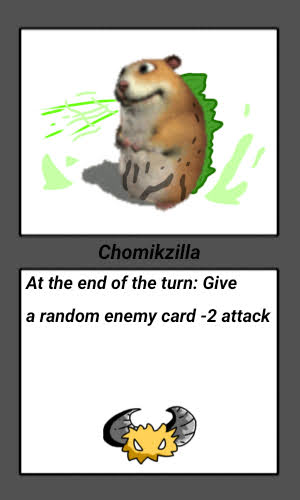 Chomikzilla
At the end of the turn: Give
a random enemy card -2 attack